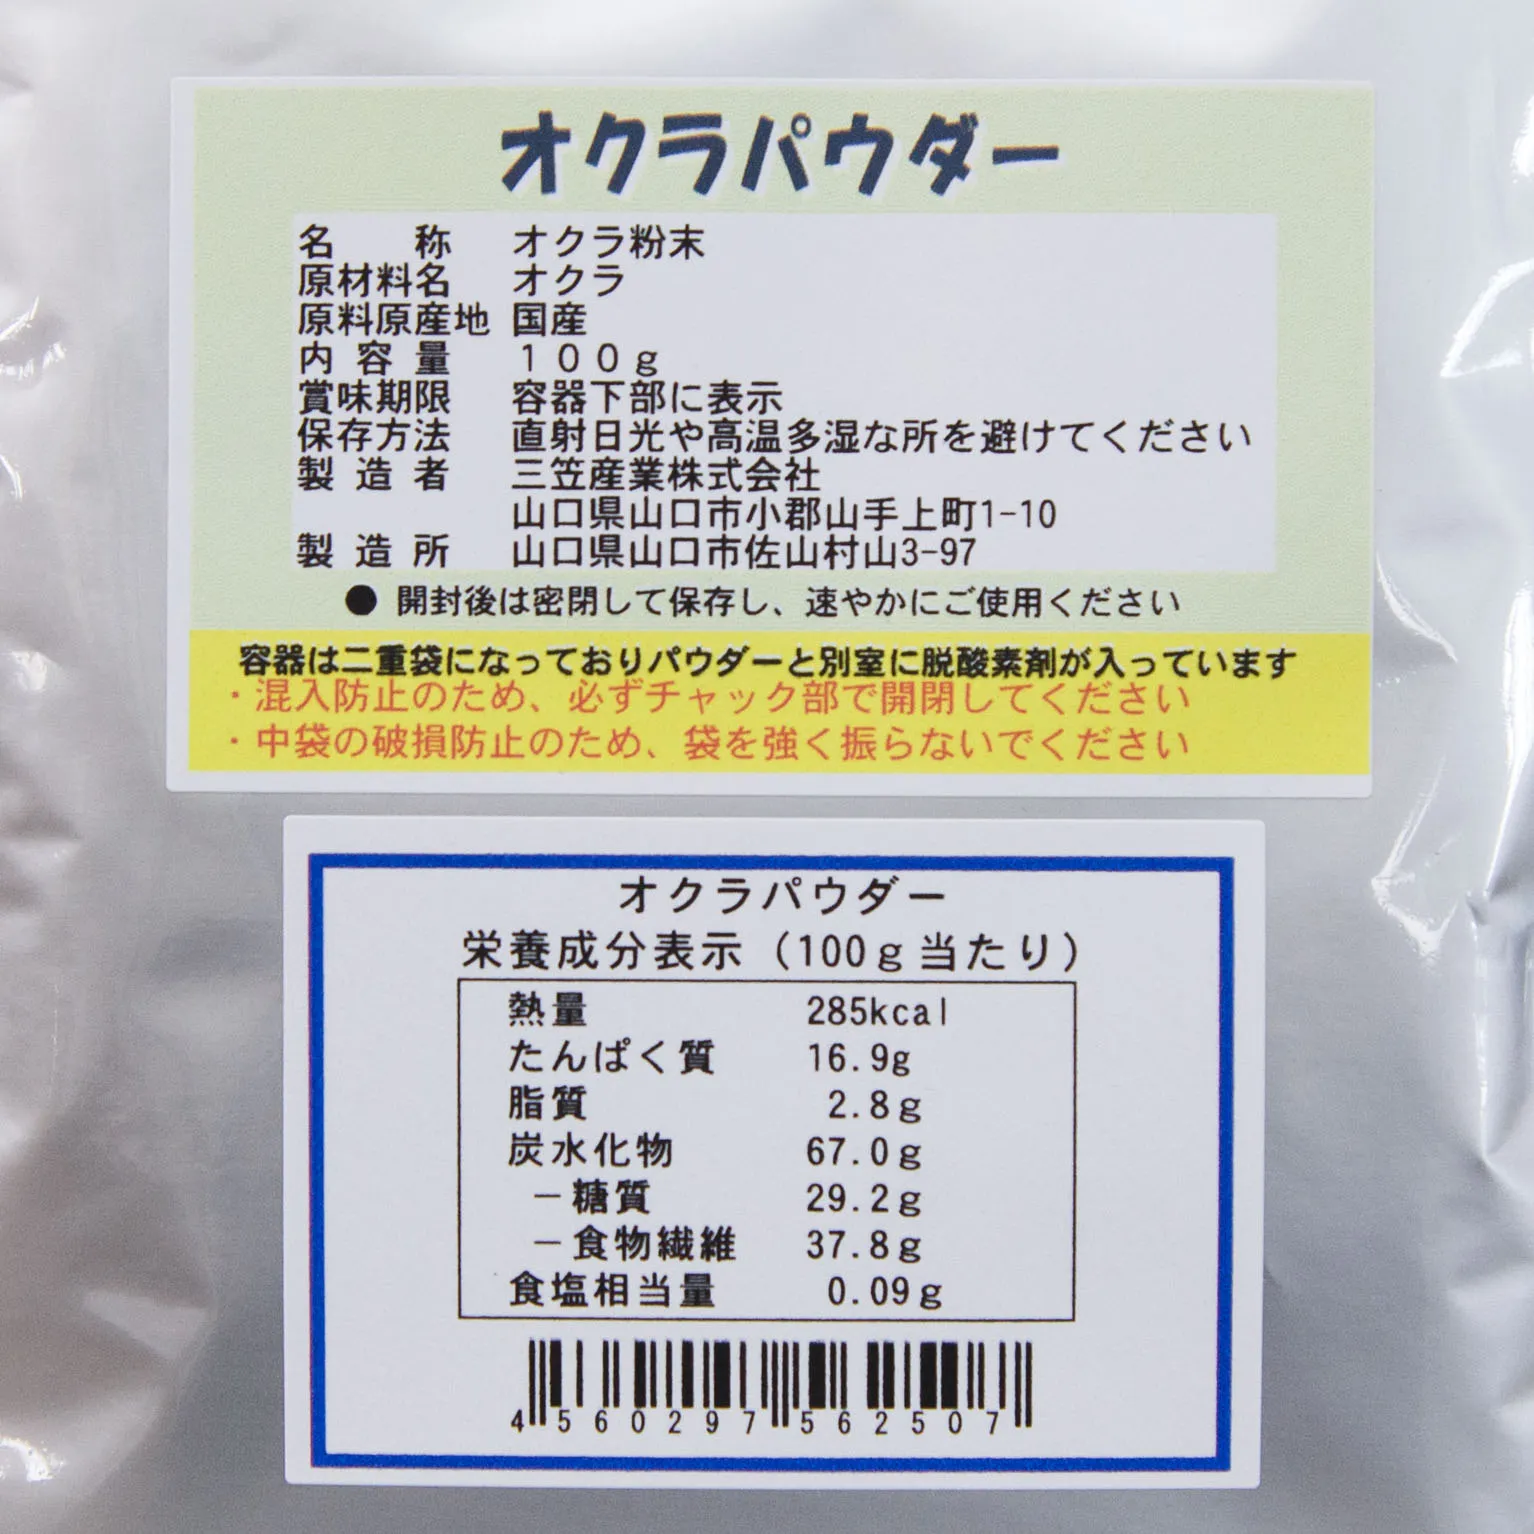 オクラパウダー
名　　称　オクラ粉末
原材料名　オクラ
原料原産地　国産
内 容 量　１００ｇ
賞味期限　容器下部に表示
保存方法　直射日光や高温多湿な所を避けてください
製 造 者　三笠産業株式会社
山口県山口市小郡山手上町1-10
製 造 所　山口県山口市佐山村山3-97
● 開封後は密閉して保存し、速やかにご使用ください
容器は二重袋になっておりパウダーと別室に脱酸素剤が入っています
・混入防止のため、必ずチャック部で開閉してください
・中袋の破損防止のため、袋を強く振らないでください
オクラパウダー
栄養成分表示（100ｇ当たり）
熱量　285kcal
たんぱく質　16.9g
脂質　2.8ｇ
炭水化物　67.0ｇ
－糖質　29.2ｇ
－食物繊維　37.8ｇ
食塩相当量　0.09ｇ
4560297562507